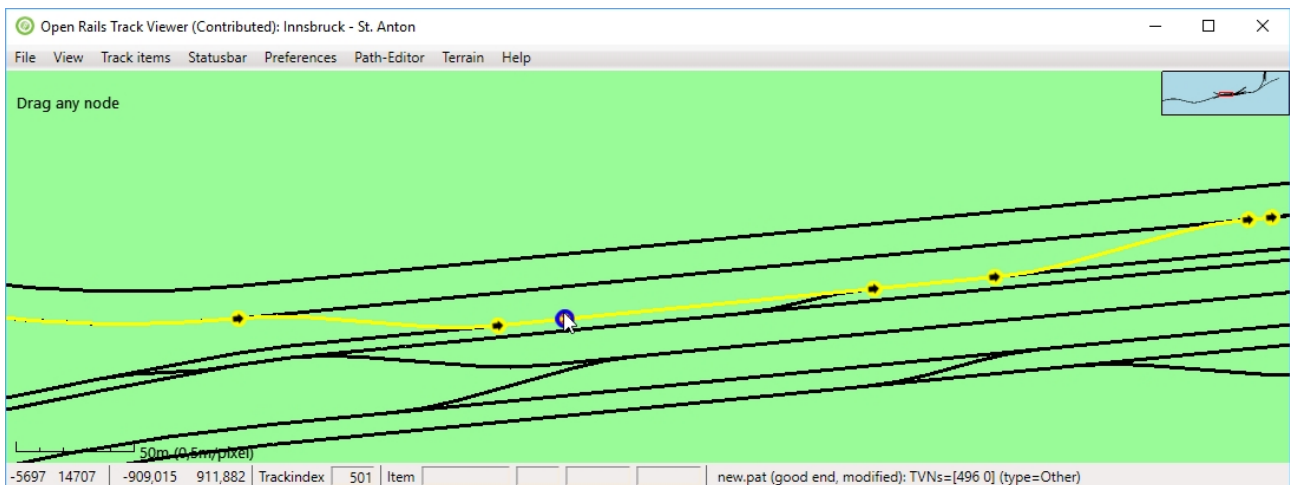 Open Rails Track Viewer (Contributed): Innsbruck - St. Anton
File View Track items Statusbar Preferences Path-Editor Terrain Help
Drag any node
50m (0,5m/pixel)
-5697 14707 -909,015 911,882 Trackindex 501 Item new.pat (good end, modified): TVNs=[496 0] (type=Other)